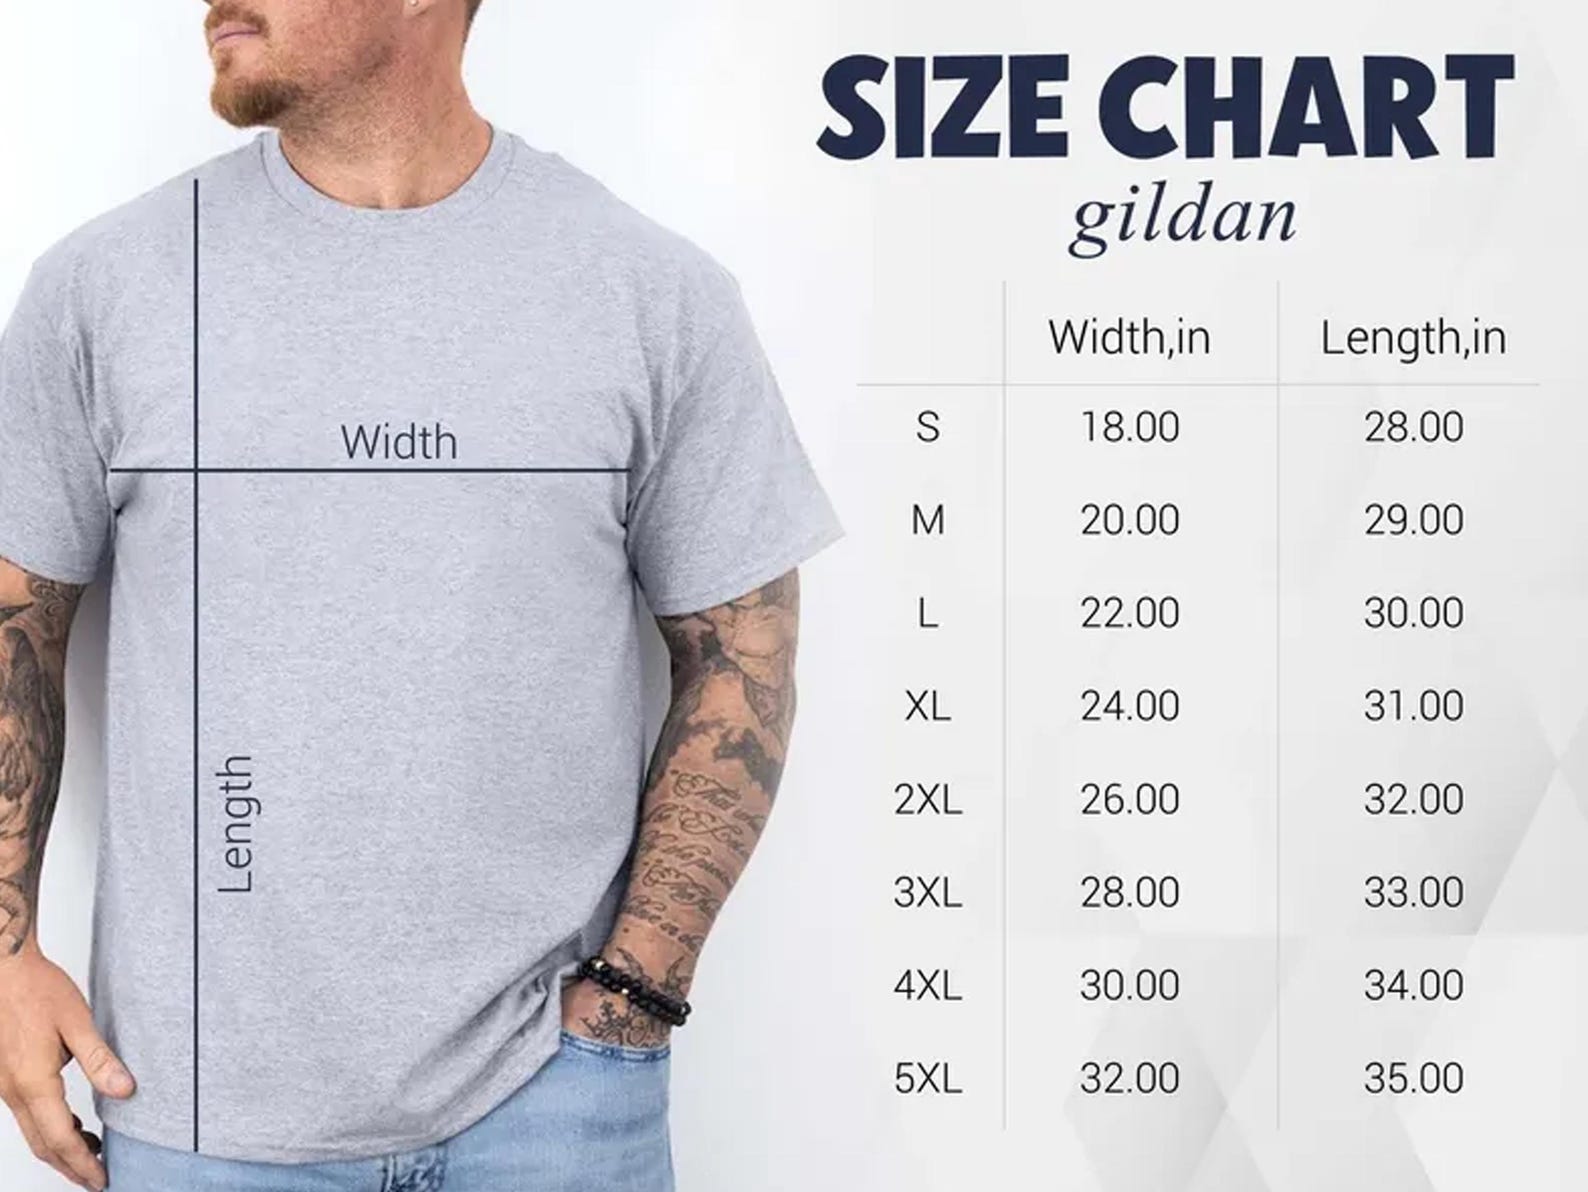 SIZE CHART
gildan
Width,in Length,in
S 18.00 28.00
M 20.00 29.00
L 22.00 30.00
XL 24.00 31.00
2XL 26.00 32.00
3XL 28.00 33.00
4XL 30.00 34.00
5XL 32.00 35.00
Width
Length